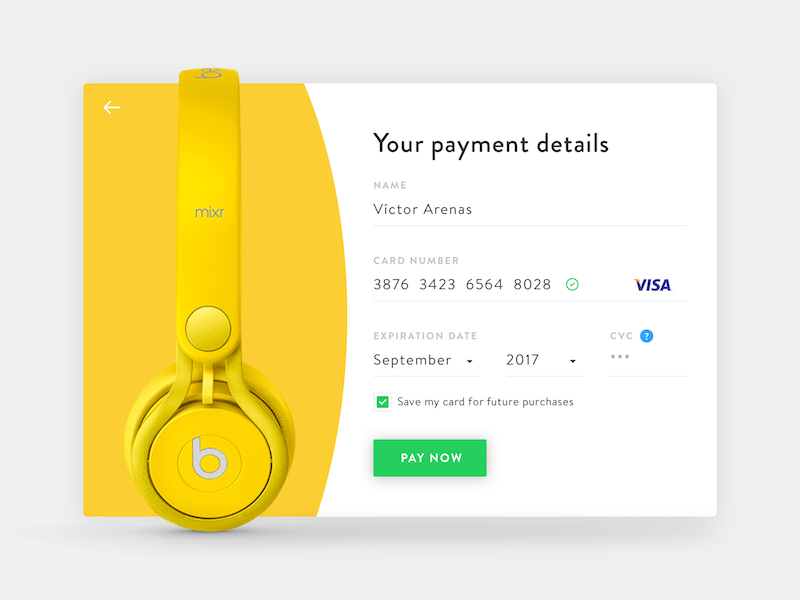 mixr
b
Your payment details
NAME
Víctor Arenas
CARD NUMBER
3876 3423 6564 8028
VISA
EXPIRATION DATE
CVC ?
September
2017
***
Save my card for future purchases
PAY NOW